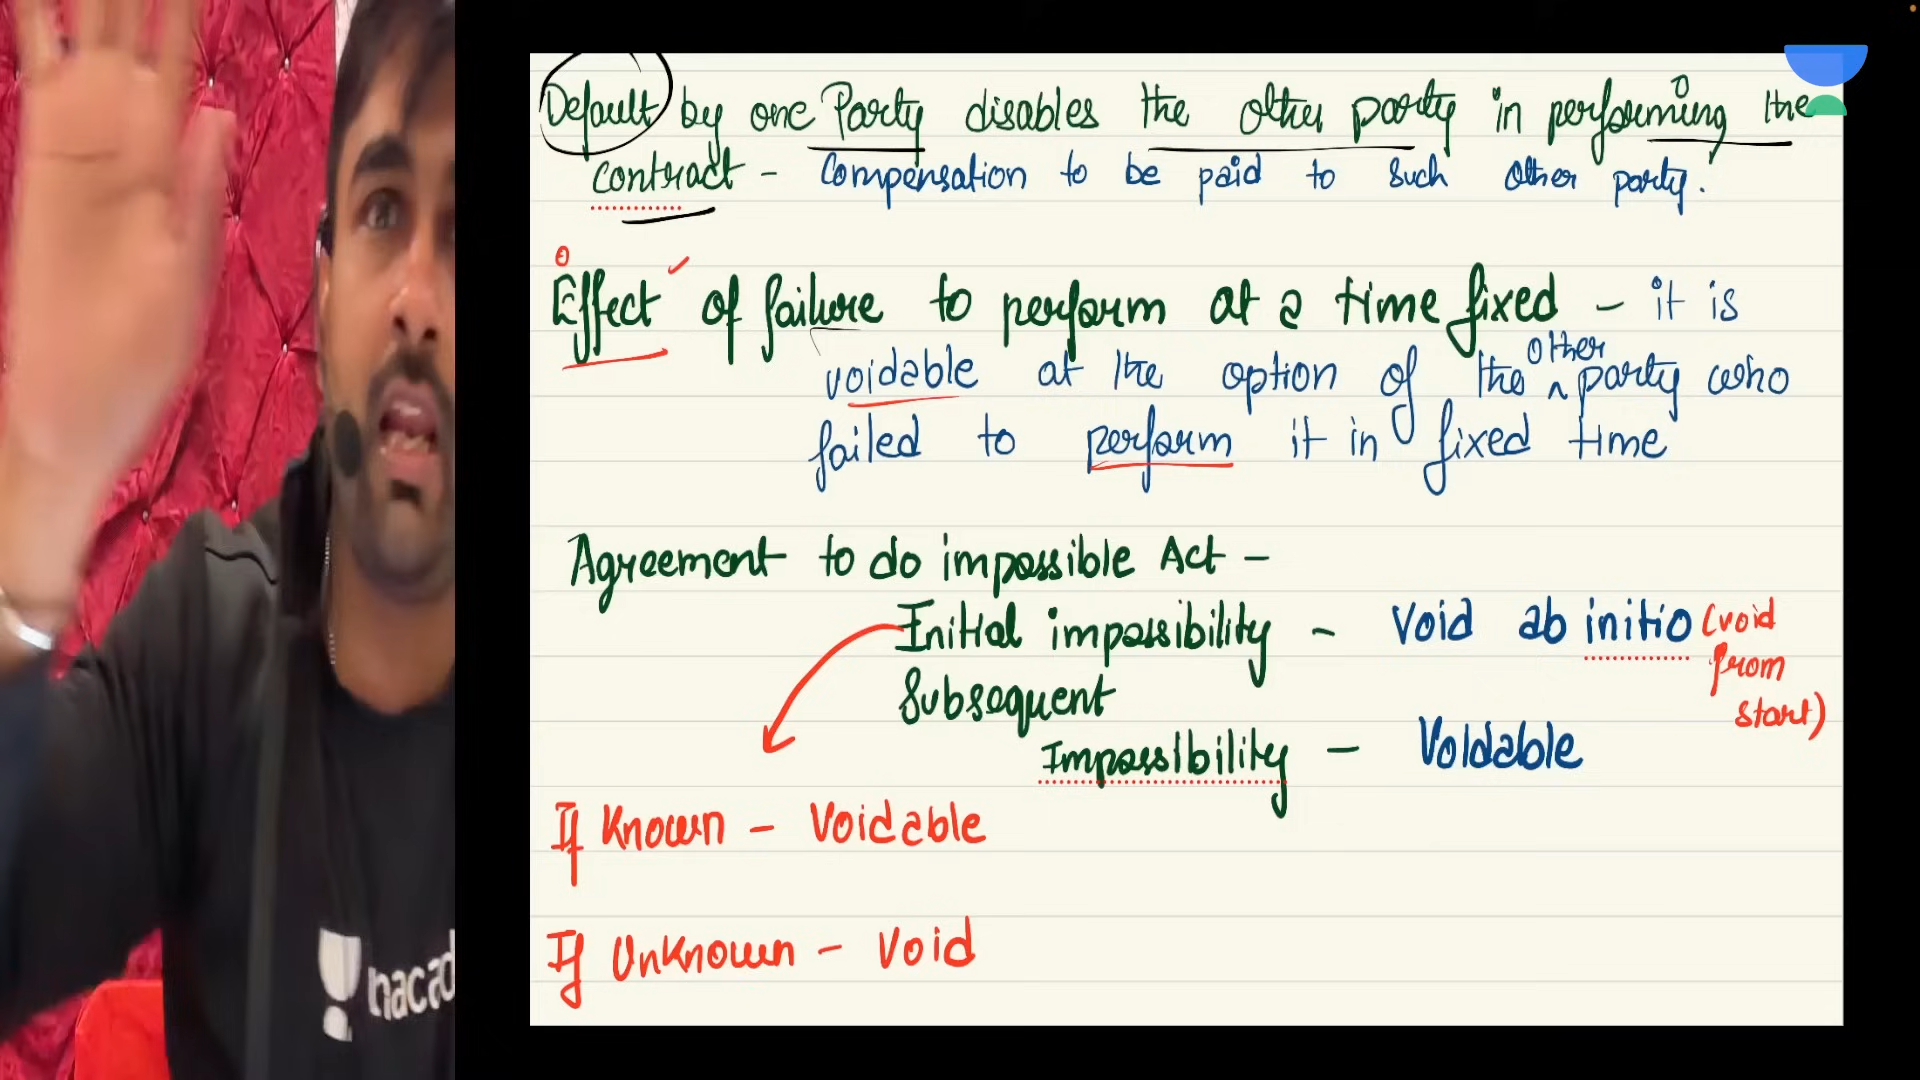 Default by one Party disables the other party in performing the
contract - Compensation to be paid to such other party.
Effect of failure to perform at a time fixed - it is
voidable at the option of the other party who
failed to perform it in fixed time
Agreement to do impossible Act -
Initial impossibility - Void ab initio (void from start)
Subsequent
Impossibility - Voidable
If Known - Voidable
If Unknown - Void
nacad